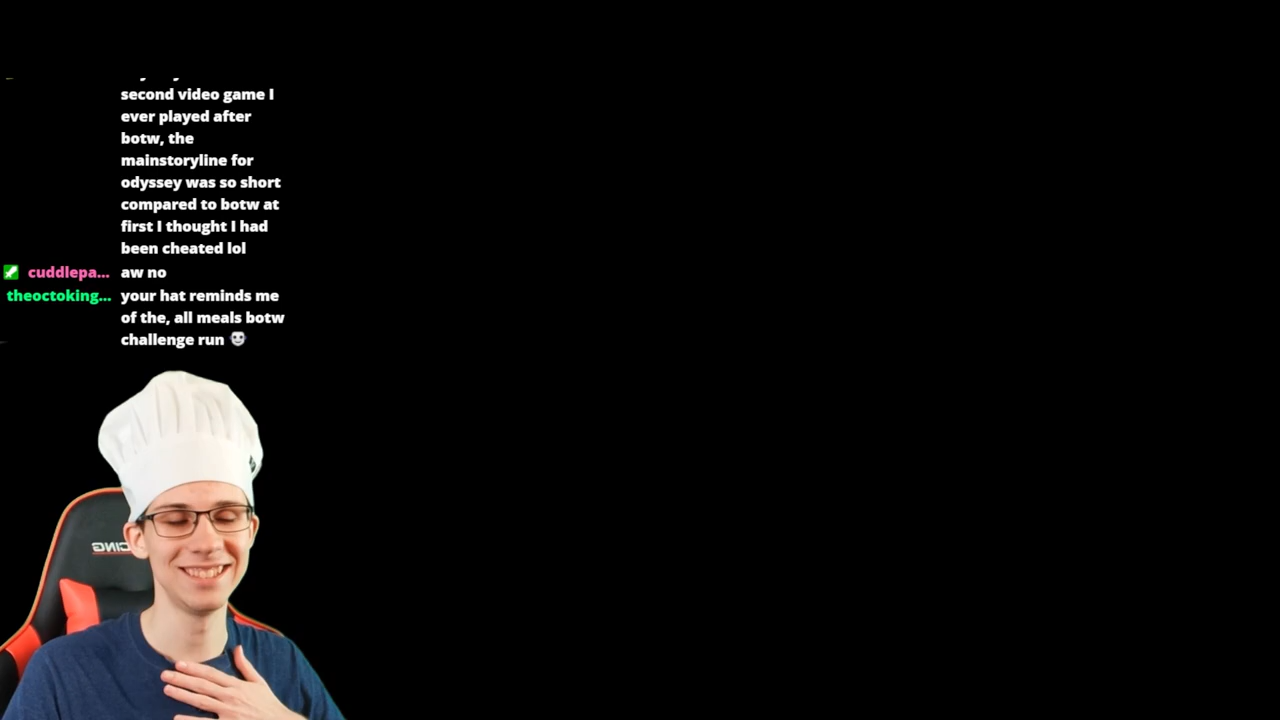 second video game I
ever played after
botw, the
mainstoryline for
odyssey was so short
compared to botw at
first I thought I had
been cheated lol
cuddlepa... aw no
theoctoking... your hat reminds me
of the, all meals botw
challenge run